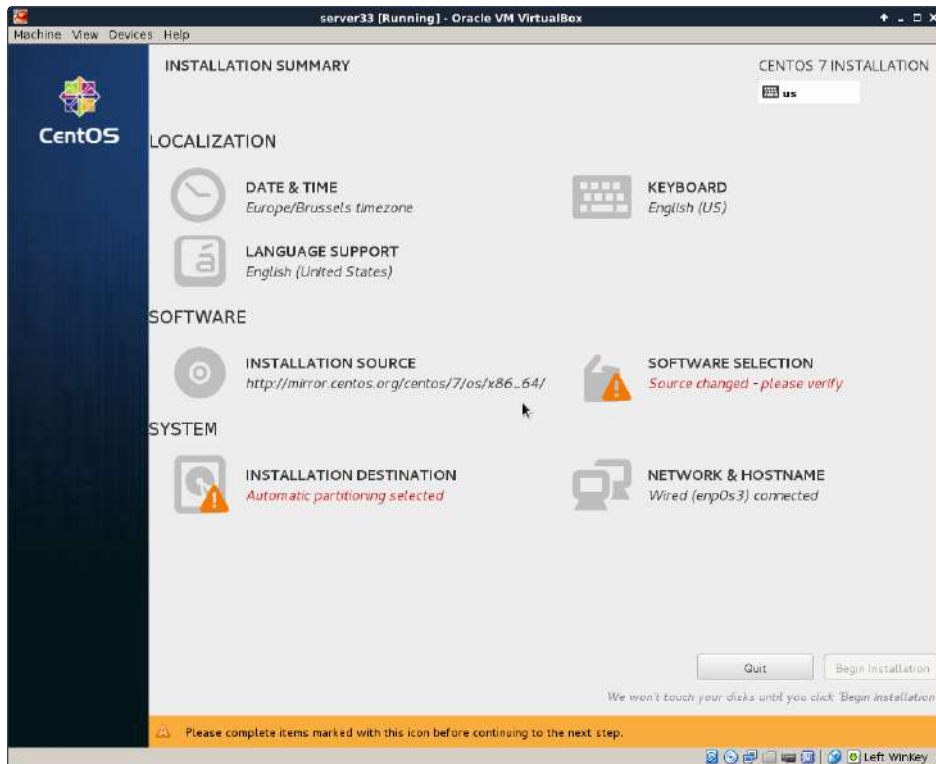 server33 [Running] - Oracle VM VirtualBox
Machine View Devices Help
INSTALLATION SUMMARY
CENTOS 7 INSTALLATION
us
CentOS
LOCALIZATION
DATE & TIME
Europe/Brussels timezone
KEYBOARD
English (US)
LANGUAGE SUPPORT
English (United States)
SOFTWARE
INSTALLATION SOURCE
http://mirror.centos.org/centos/7/os/x86_64/
SOFTWARE SELECTION
Source changed - please verify
SYSTEM
INSTALLATION DESTINATION
Automatic partitioning selected
NETWORK & HOSTNAME
Wired (enp0s3) connected
Quit
Begin Installation
We won't touch your disks until you click 'Begin Installation
Please complete items marked with this icon before continuing to the next step.
Left WinKey